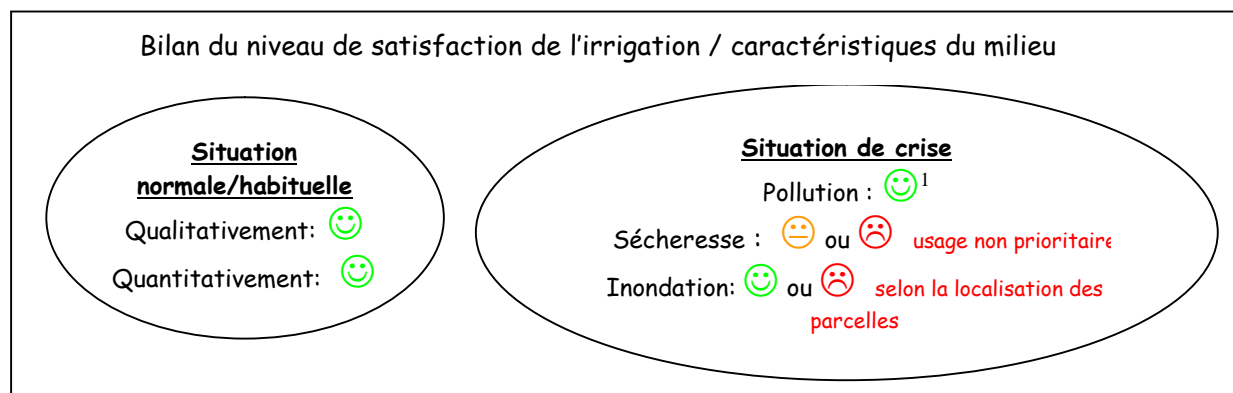 Bilan du niveau de satisfaction de l'irrigation / caractéristiques du milieu
Situation
normale/habituelle
Qualitativement:
Quantitativement:
Situation de crise
Pollution : 1
Sécheresse : ou usage non prioritaire
Inondation: ou selon la localisation des
parcelles